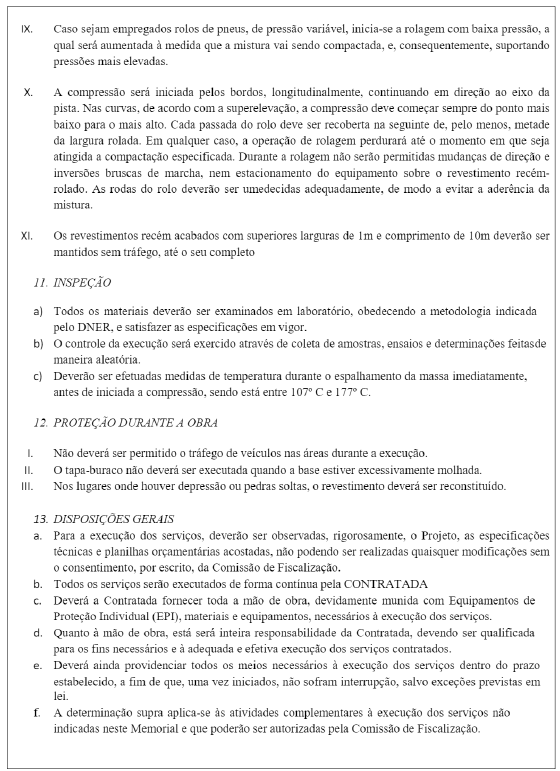 IX. Caso sejam empregados rolos de pneus, de pressão variável, inicia-se a rolagem com baixa pressão, a
qual será aumentada à medida que a mistura vai sendo compactada, e, consequentemente, suportando
pressões mais elevadas.
X. A compressão será iniciada pelos bordos, longitudinalmente, continuando em direção ao eixo da
pista. Nas curvas, de acordo com a superelevação, a compressão deve começar sempre do ponto mais
baixo para o mais alto. Cada passada do rolo deve ser recoberta na seguinte de, pelo menos, metade
da largura rolada. Em qualquer caso, a operação de rolagem perdurará até o momento em que seja
atingida a compactação especificada. Durante a rolagem não serão permitidas mudanças de direção e
inversões bruscas de marcha, nem estacionamento do equipamento sobre o revestimento recém-
rolado. As rodas do rolo deverão ser umedecidas adequadamente, de modo a evitar a aderência da
mistura.
XI. Os revestimentos recém acabados com superiores larguras de 1m e comprimento de 10m deverão ser
mantidos sem tráfego, até o seu completo
11. INSPEÇÃO
a) Todos os materiais deverão ser examinados em laboratório, obedecendo a metodologia indicada
pelo DNER, e satisfazer as especificações em vigor.
b) O controle da execução será exercido através de coleta de amostras, ensaios e determinações feitasde
maneira aleatória.
c) Deverão ser efetuadas medidas de temperatura durante o espalhamento da massa imediatamente,
antes de iniciada a compressão, sendo está entre 107º C e 177º C.
12. PROTEÇÃO DURANTE A OBRA
I. Não deverá ser permitido o tráfego de veículos nas áreas durante a execução.
II. O tapa-buraco não deverá ser executada quando a base estiver excessivamente molhada.
III. Nos lugares onde houver depressão ou pedras soltas, o revestimento deverá ser reconstituído.
13. DISPOSIÇÕES GERAIS
a. Para a execução dos serviços, deverão ser observadas, rigorosamente, o Projeto, as especificações
técnicas e planilhas orçamentárias acostadas, não podendo ser realizadas quaisquer modificações sem
o consentimento, por escrito, da Comissão de Fiscalização.
b. Todos os serviços serão executados de forma contínua pela CONTRATADA
c. Deverá a Contratada fornecer toda a mão de obra, devidamente munida com Equipamentos de
Proteção Individual (EPI), materiais e equipamentos, necessários à execução dos serviços.
d. Quanto à mão de obra, está será inteira responsabilidade da Contratada, devendo ser qualificada
para os fins necessários e à adequada e efetiva execução dos serviços contratados.
e. Deverá ainda providenciar todos os meios necessários à execução dos serviços dentro do prazo
estabelecido, a fim de que, uma vez iniciados, não sofram interrupção, salvo exceções previstas em
lei.
f. A determinação supra aplica-se às atividades complementares à execução dos serviços não
indicadas neste Memorial e que poderão ser autorizadas pela Comissão de Fiscalização.